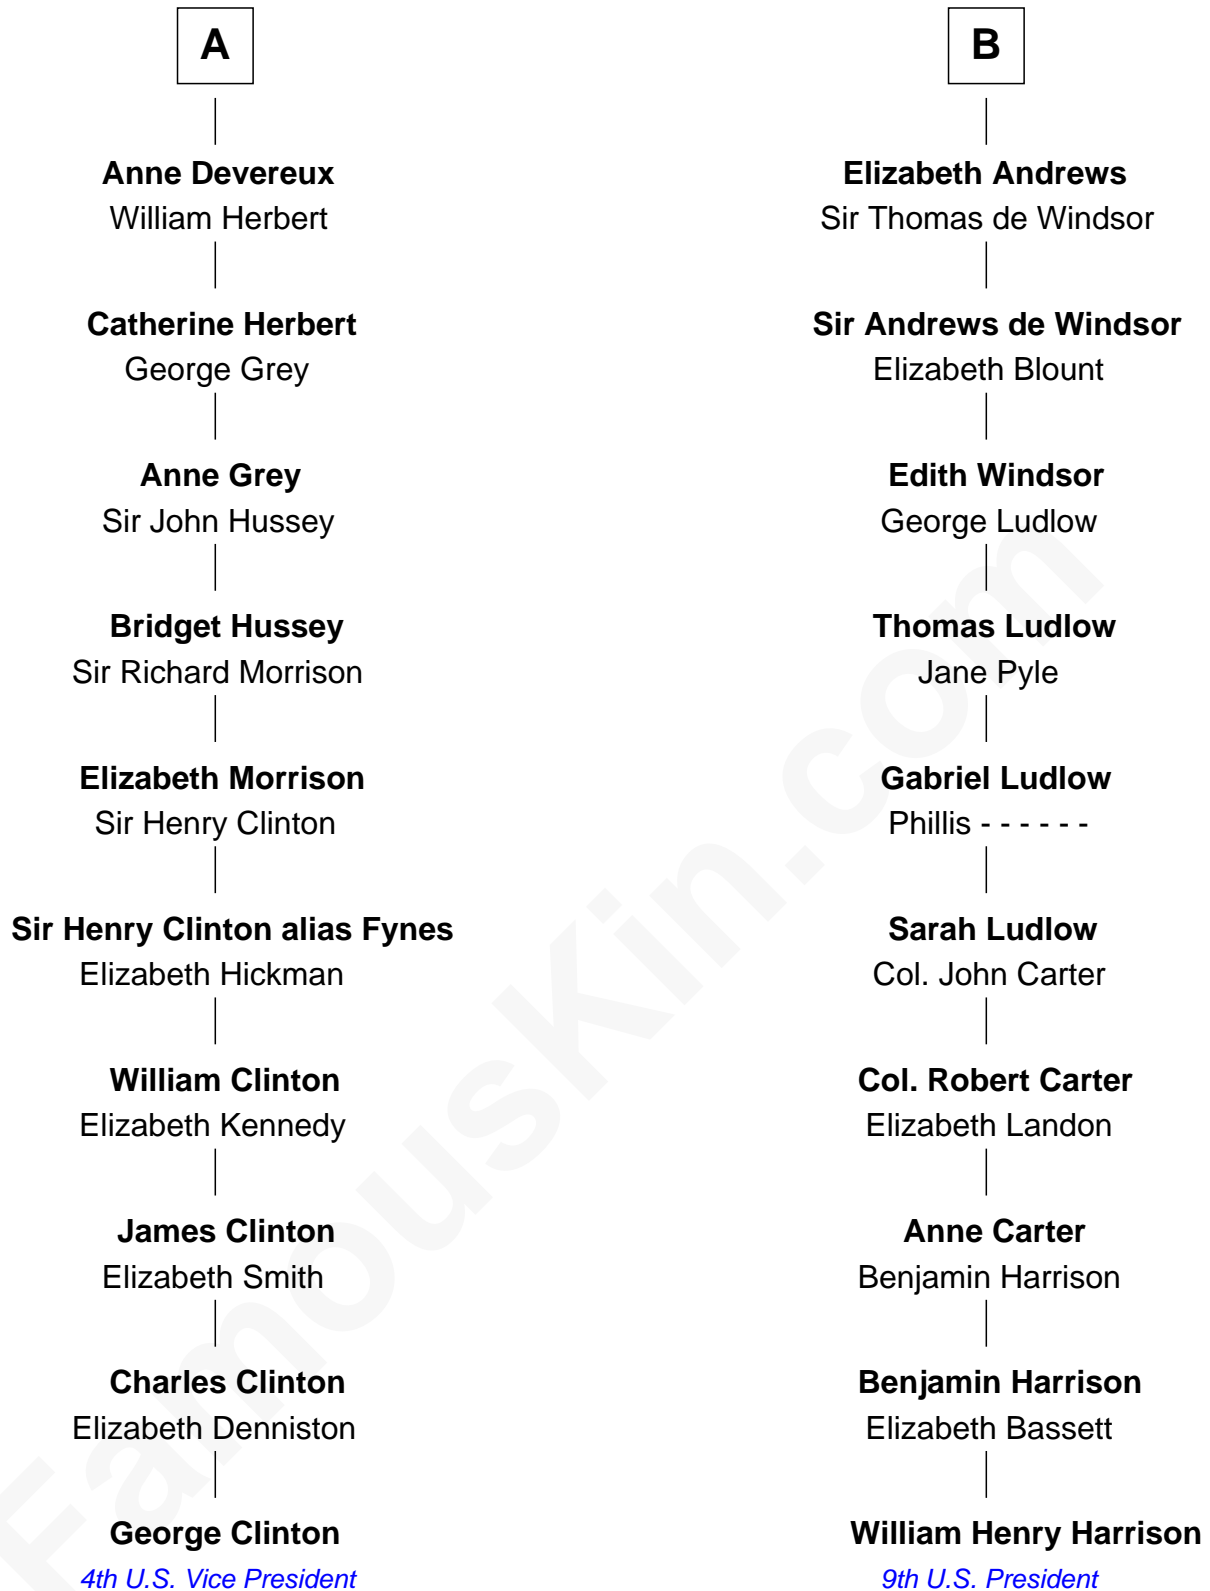 A
Anne Devereux
William Herbert
Catherine Herbert
George Grey
Anne Grey
Sir John Hussey
Bridget Hussey
Sir Richard Morrison
Elizabeth Morrison
Sir Henry Clinton
Sir Henry Clinton alias Fynes
Elizabeth Hickman
William Clinton
Elizabeth Kennedy
James Clinton
Elizabeth Smith
Charles Clinton
Elizabeth Denniston
George Clinton
4th U.S. Vice President
B
Elizabeth Andrews
Sir Thomas de Windsor
Sir Andrews de Windsor
Elizabeth Blount
Edith Windsor
George Ludlow
Thomas Ludlow
Jane Pyle
Gabriel Ludlow
Phillis - - - - - -
Sarah Ludlow
Col. John Carter
Col. Robert Carter
Elizabeth Landon
Anne Carter
Benjamin Harrison
Benjamin Harrison
Elizabeth Bassett
William Henry Harrison
9th U.S. President
FamousKin.com